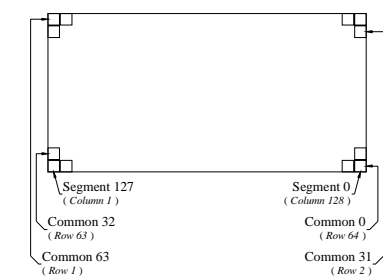 Segment 127
( Column 1 )
Segment 0
( Column 128 )
Common 32
( Row 63 )
Common 0
( Row 64 )
Common 63
( Row 1 )
Common 31
( Row 2 )